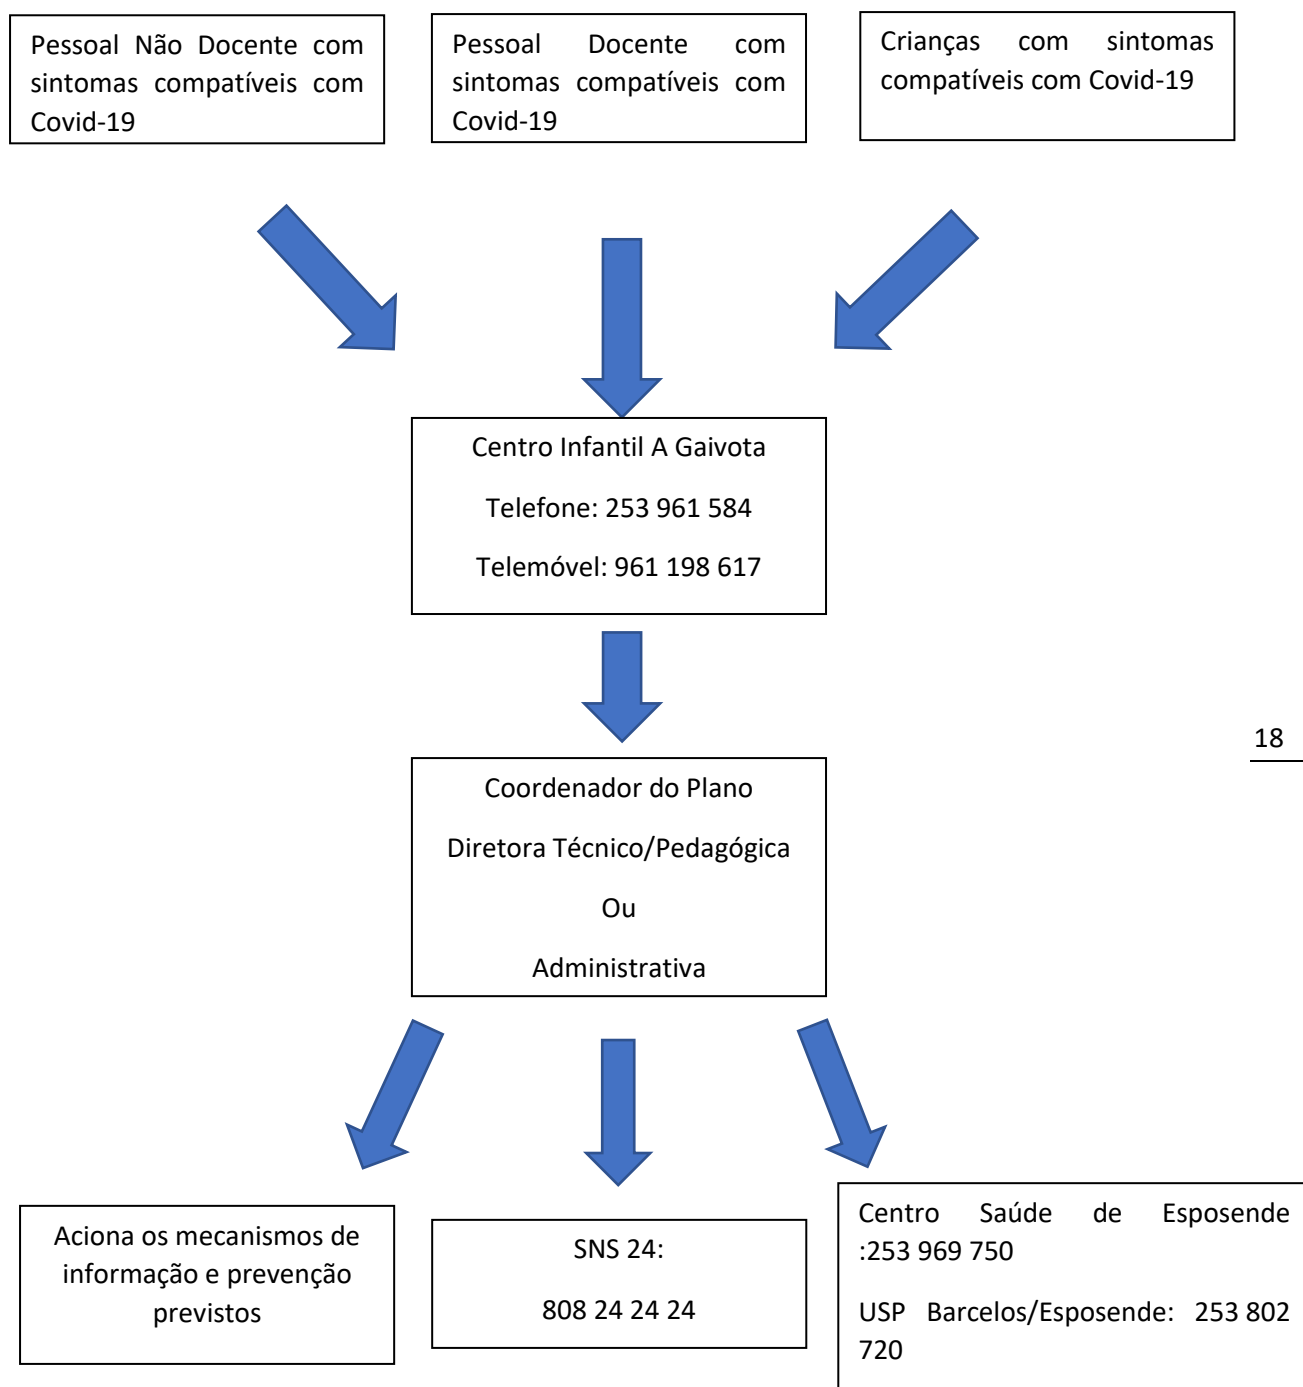 Pessoal Não Docente com
sintomas compatíveis com
Covid-19
Pessoal Docente com
sintomas compatíveis com
Covid-19
Crianças com sintomas
compatíveis com Covid-19
Centro Infantil A Gaivota
Telefone: 253 961 584
Telemóvel: 961 198 617
18
Coordenador do Plano
Diretora Técnico/Pedagógica
Ou
Administrativa
Aciona os mecanismos de
informação e prevenção
previstos
SNS 24:
808 24 24 24
Centro Saúde de Esposende
:253 969 750
USP Barcelos/Esposende: 253 802
720